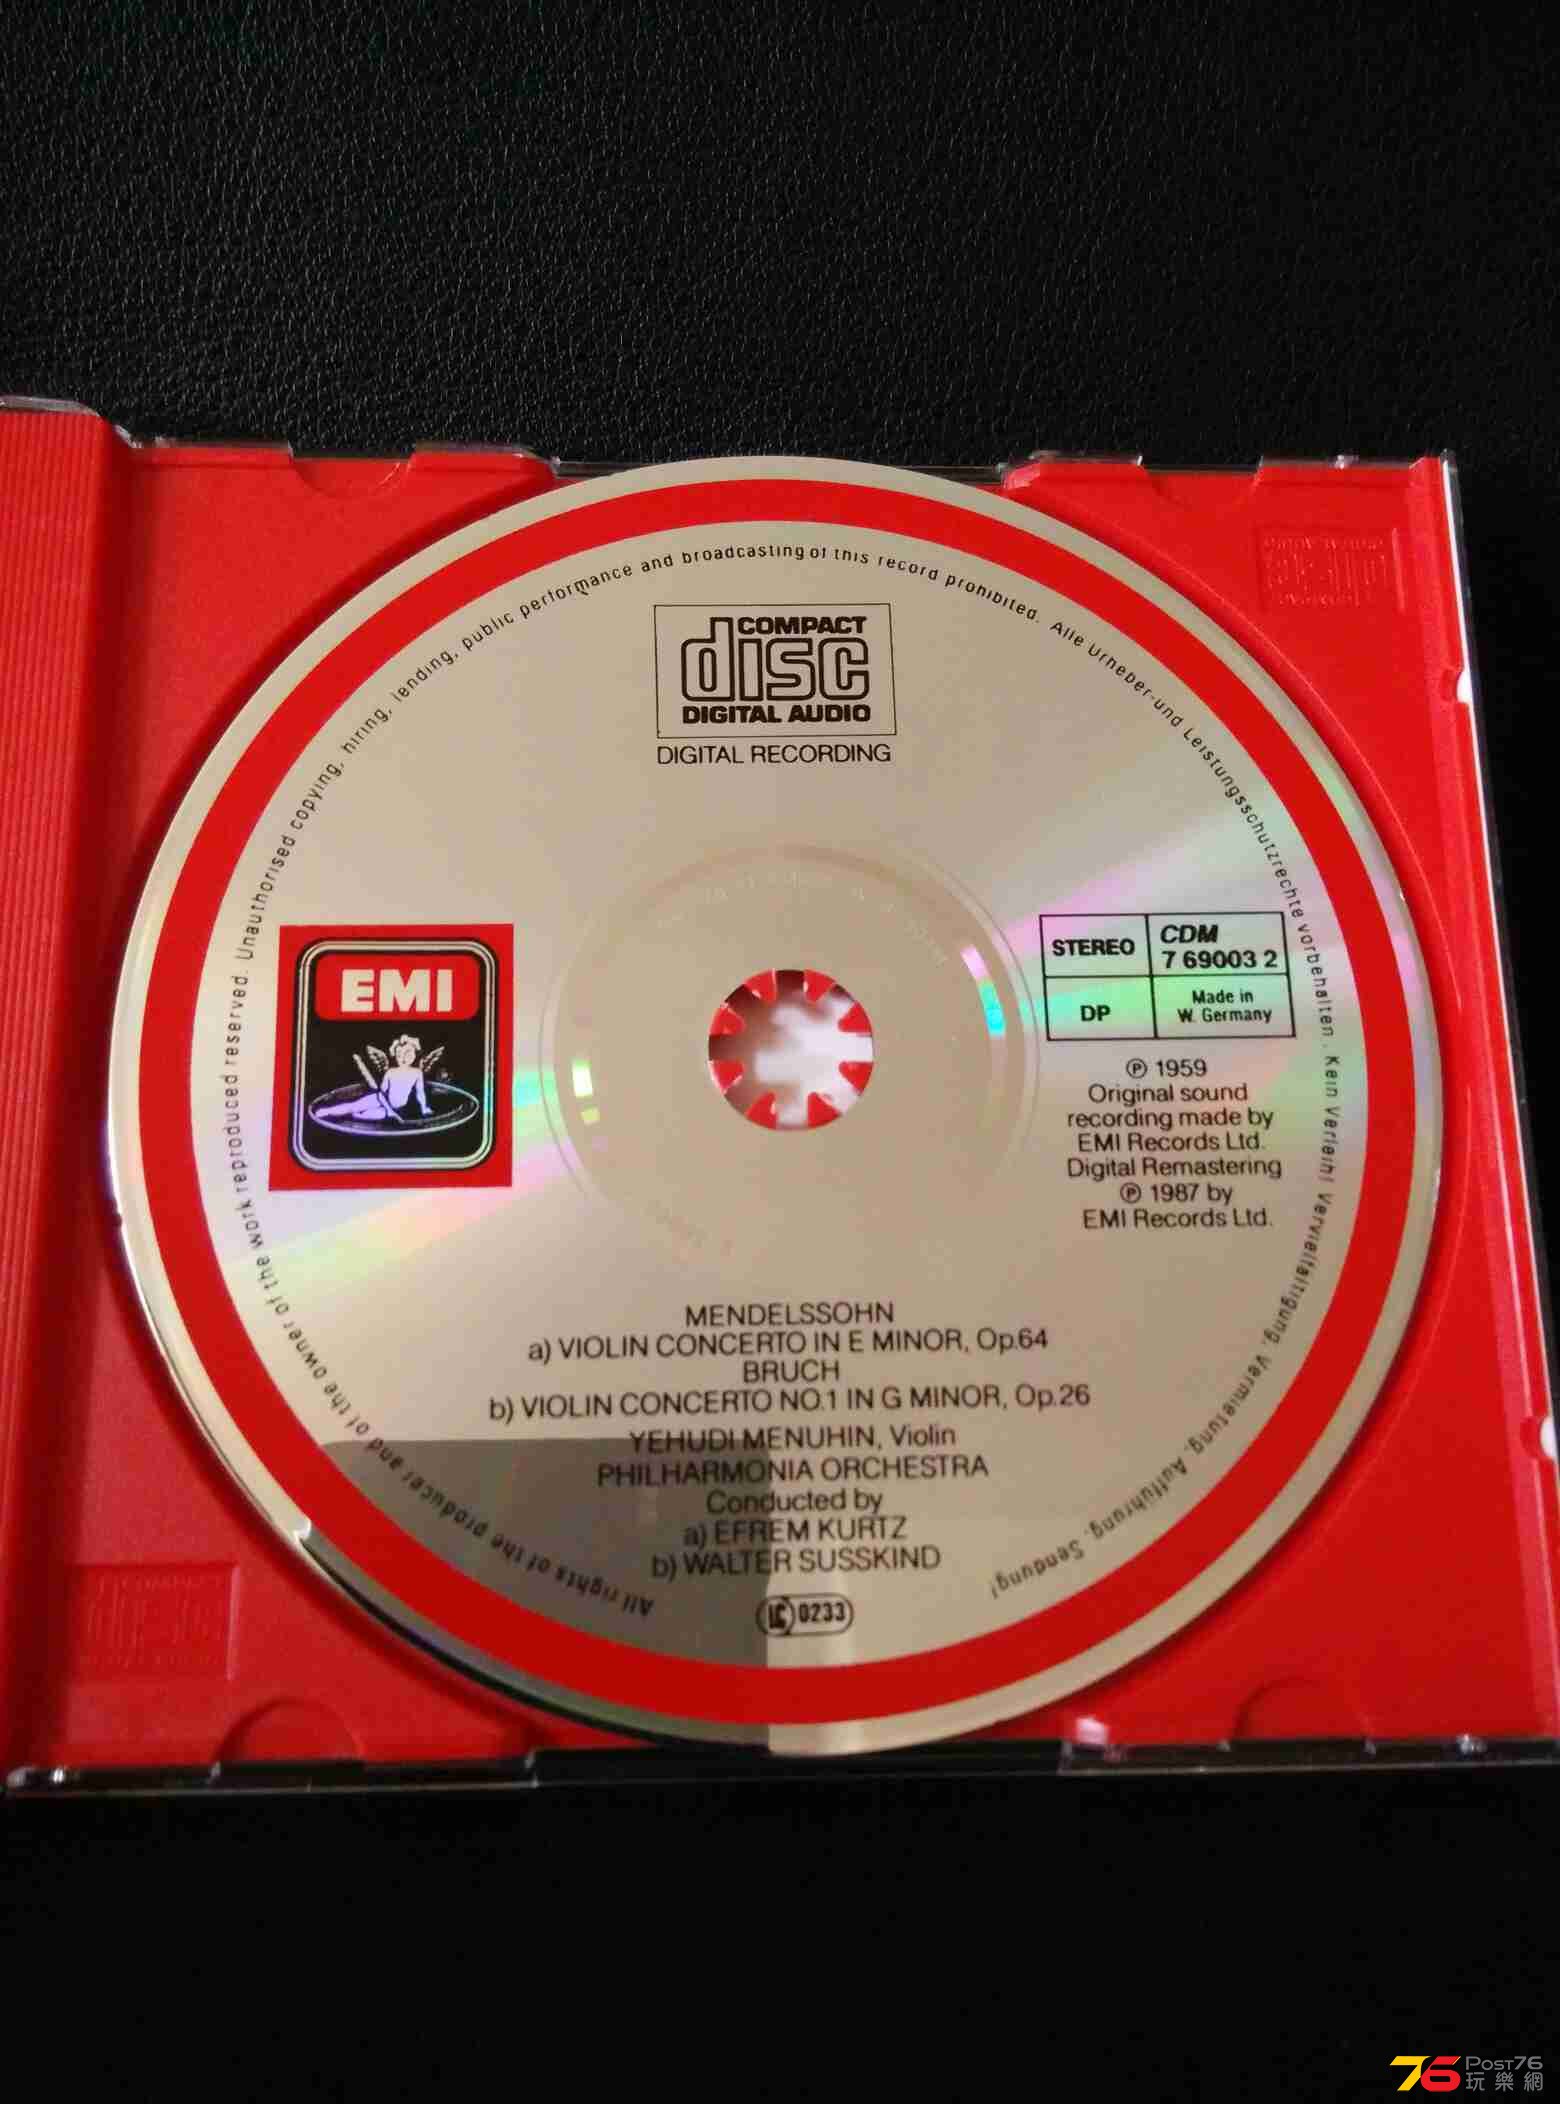 All rights of the producer and of the owner of the work reproduced reserved. Unauthorised copying, hiring, lending, public performance and broadcasting of this record prohibited. Alle Urheber-und Leistungsschutzrechte vorbehalten. Kein Verleih! Vervielfältigung, Vermietung, Aufführung, Sendung!
COMPACT
disc
DIGITAL AUDIO
DIGITAL RECORDING
EMI
STEREO
CDM
7 69003 2
DP
Made in
W. Germany
℗ 1959
Original sound
recording made by
EMI Records Ltd.
Digital Remastering
℗ 1987 by
EMI Records Ltd.
MENDELSSOHN
a) VIOLIN CONCERTO IN E MINOR, Op.64
BRUCH
b) VIOLIN CONCERTO NO.1 IN G MINOR, Op.26
YEHUDI MENUHIN, Violin
PHILHARMONIA ORCHESTRA
Conducted by
a) EFREM KURTZ
b) WALTER SUSSKIND
LC 0233
76 POST76
玩樂網